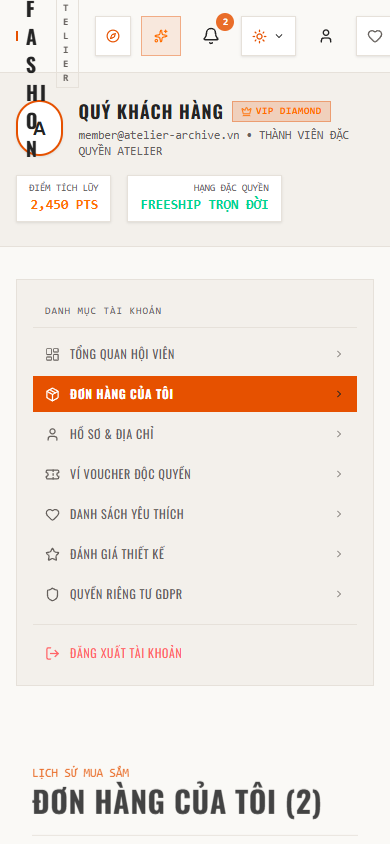 F
A
S
H
I
O
N
T
E
L
I
E
R
2
A
QUÝ KHÁCH HÀNG
VIP DIAMOND
member@atelier-archive.vn • THÀNH VIÊN ĐẶC
QUYỀN ATELIER
ĐIỂM TÍCH LŨY
2,450 PTS
HẠNG ĐẶC QUYỀN
FREESHIP TRỌN ĐỜI
DANH MỤC TÀI KHOẢN
TỔNG QUAN HỘI VIÊN
ĐƠN HÀNG CỦA TÔI
HỒ SƠ & ĐỊA CHỈ
VÍ VOUCHER ĐỘC QUYỀN
DANH SÁCH YÊU THÍCH
ĐÁNH GIÁ THIẾT KẾ
QUYỀN RIÊNG TƯ GDPR
ĐĂNG XUẤT TÀI KHOẢN
LỊCH SỬ MUA SẮM
ĐƠN HÀNG CỦA TÔI (2)